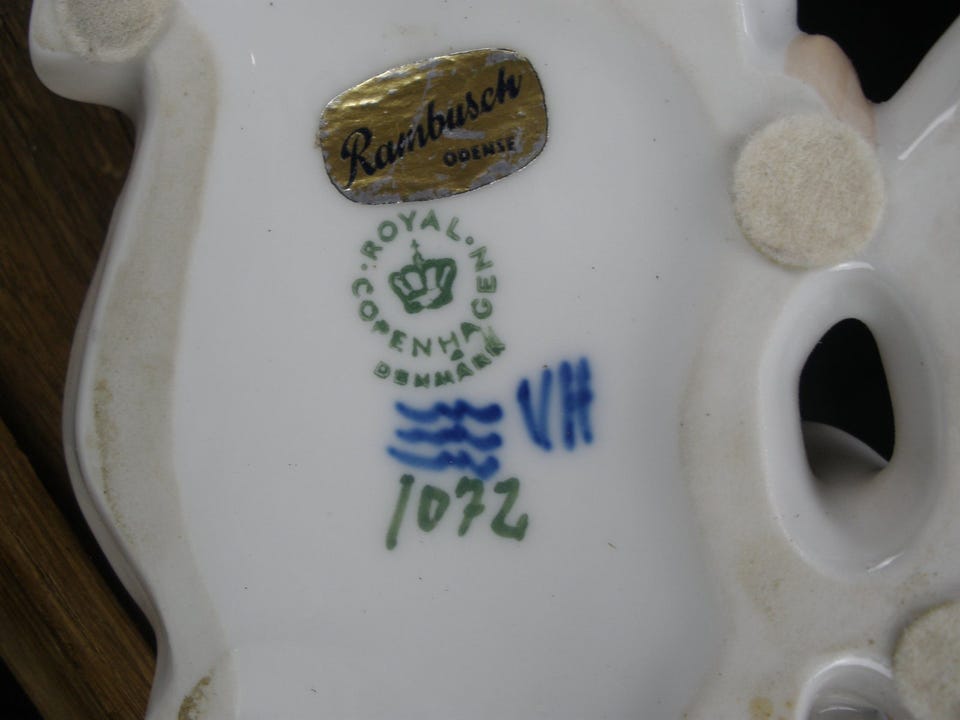 Rambusch
ODENSE
ROYAL · COPENHAGEN ·
DENMARK
VH
1072